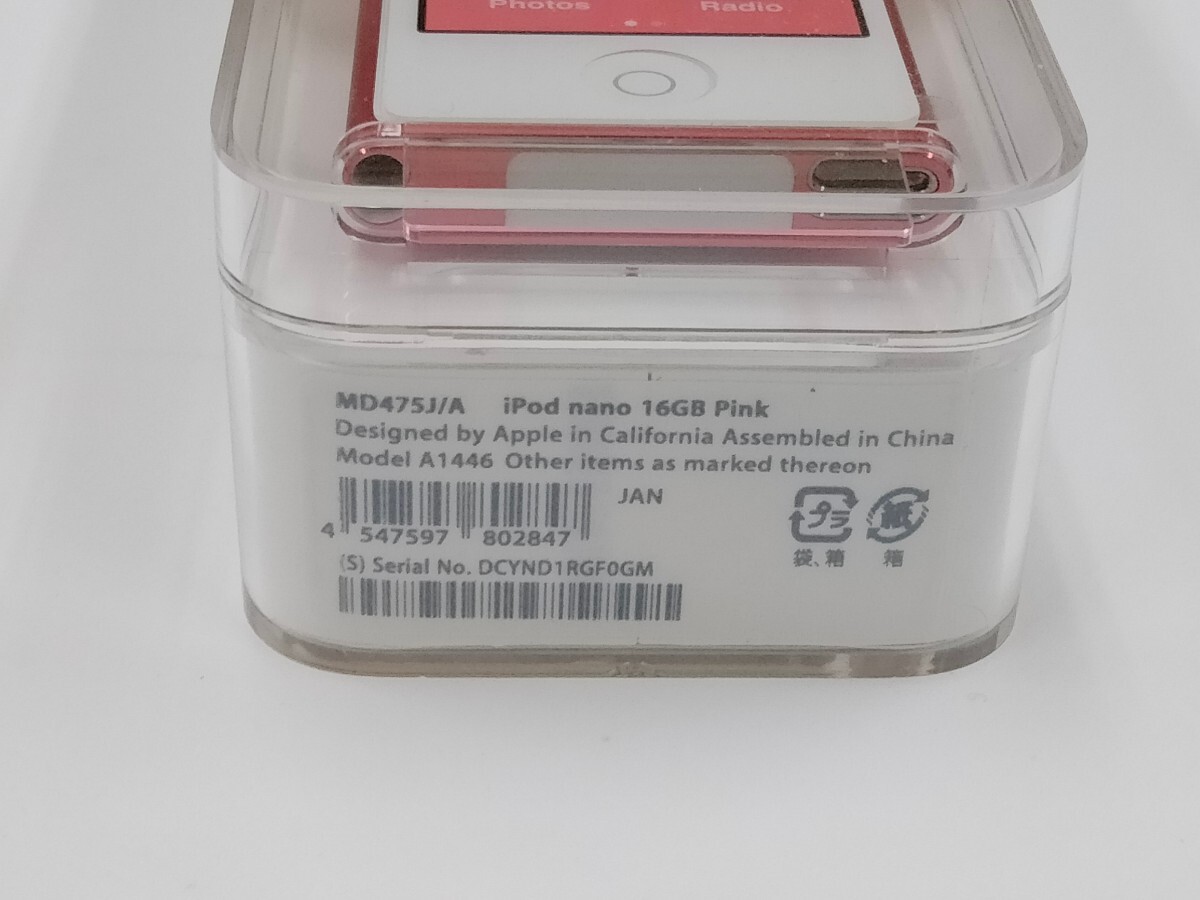 Photos Radio
MD475J/A iPod nano 16GB Pink
Designed by Apple in California Assembled in China
Model A1446 Other items as marked thereon
JAN
プラ 紙
4 547597 802847
袋、箱 箱
(S) Serial No. DCYND1RGF0GM